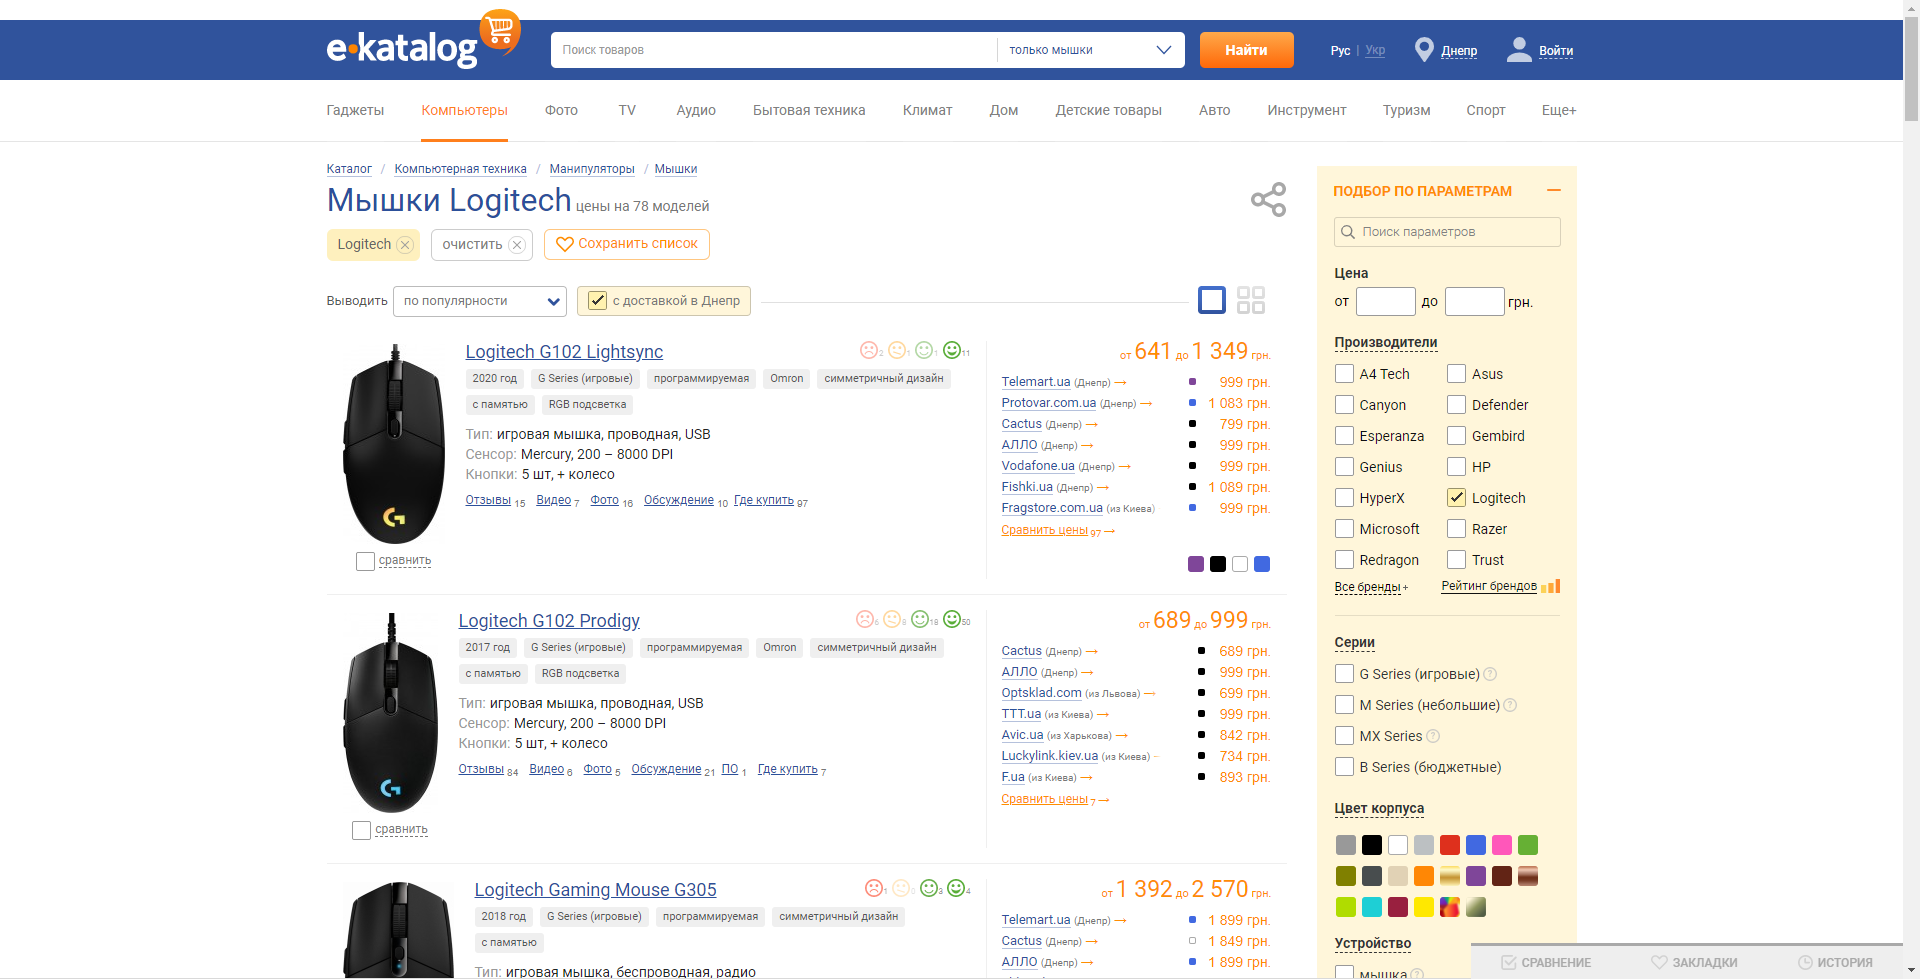 e•katalog
Поиск товаров
только мышки
Найти
Рус | Укр
Днепр
Войти
Гаджеты Компьютеры Фото TV Аудио Бытовая техника Климат Дом Детские товары Авто Инструмент Туризм Спорт Еще+
Каталог / Компьютерная техника / Манипуляторы / Мышки
Мышки Logitech цены на 78 моделей
Logitech очистить Сохранить список
Выводить по популярности с доставкой в Днепр
Logitech G102 Lightsync
2 1 1 11
2020 год G Series (игровые) программируемая Omron симметричный дизайн
с памятью RGB подсветка
Тип: игровая мышка, проводная, USB
Сенсор: Mercury, 200 – 8000 DPI
Кнопки: 5 шт, + колесо
Отзывы 15 Видео 7 Фото 16 Обсуждение 10 Где купить 97
сравнить
от 641 до 1 349 грн.
Telemart.ua (Днепр) → 999 грн.
Protovar.com.ua (Днепр) → 1 083 грн.
Cactus (Днепр) → 799 грн.
АЛЛО (Днепр) → 999 грн.
Vodafone.ua (Днепр) → 999 грн.
Fishki.ua (Днепр) → 1 089 грн.
Fragstore.com.ua (из Киева) 999 грн.
Сравнить цены 97 →
Logitech G102 Prodigy
6 8 18 50
2017 год G Series (игровые) программируемая Omron симметричный дизайн
с памятью RGB подсветка
Тип: игровая мышка, проводная, USB
Сенсор: Mercury, 200 – 8000 DPI
Кнопки: 5 шт, + колесо
Отзывы 84 Видео 6 Фото 5 Обсуждение 21 ПО 1 Где купить 7
сравнить
от 689 до 999 грн.
Cactus (Днепр) → 689 грн.
АЛЛО (Днепр) → 999 грн.
Optsklad.com (из Львова) → 699 грн.
TTT.ua (из Киева) → 999 грн.
Avic.ua (из Харькова) → 842 грн.
Luckylink.kiev.ua (из Киева) 734 грн.
F.ua (из Киева) → 893 грн.
Сравнить цены 7 →
Logitech Gaming Mouse G305
1 3 4
2018 год G Series (игровые) программируемая симметричный дизайн
с памятью
Тип: игровая мышка, беспроводная, радио
от 1 392 до 2 570 грн.
Telemart.ua (Днепр) → 1 899 грн.
Cactus (Днепр) → 1 849 грн.
АЛЛО (Днепр) → 1 899 грн.
ПОДБОР ПО ПАРАМЕТРАМ
Поиск параметров
Цена
от до грн.
Производители
A4 Tech Asus
Canyon Defender
Esperanza Gembird
Genius HP
HyperX Logitech
Microsoft Razer
Redragon Trust
Все бренды+ Рейтинг брендов
Серии
G Series (игровые) ?
M Series (небольшие) ?
MX Series ?
B Series (бюджетные)
Цвет корпуса
Устройство
мышка ?
СРАВНЕНИЕ ЗАКЛАДКИ ИСТОРИЯ